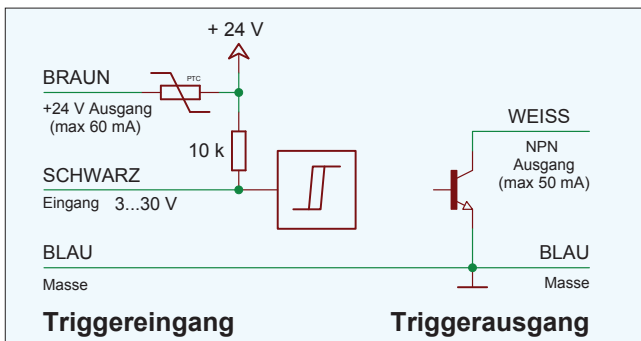 + 24 V
BRAUN
PTC
+24 V Ausgang
(max 60 mA)
10 k
SCHWARZ
Eingang 3...30 V
BLAU
Masse
Triggereingang
WEISS
NPN
Ausgang
(max 50 mA)
BLAU
Masse
Triggerausgang